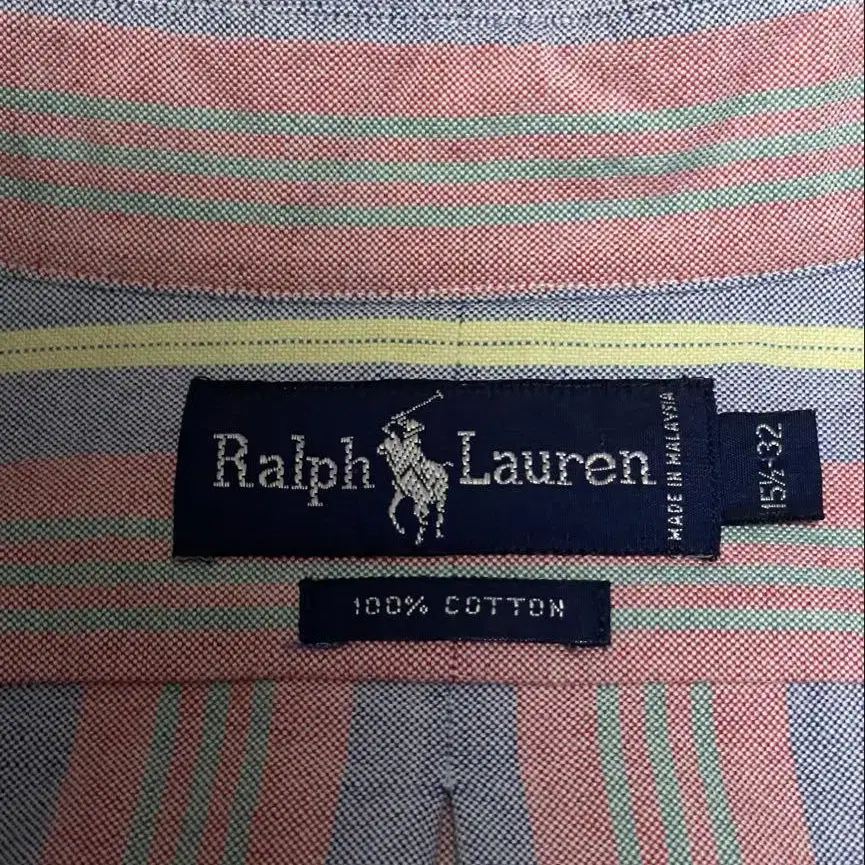 Ralph Lauren
MADE IN MALAYSIA
15½-32
100% COTTON